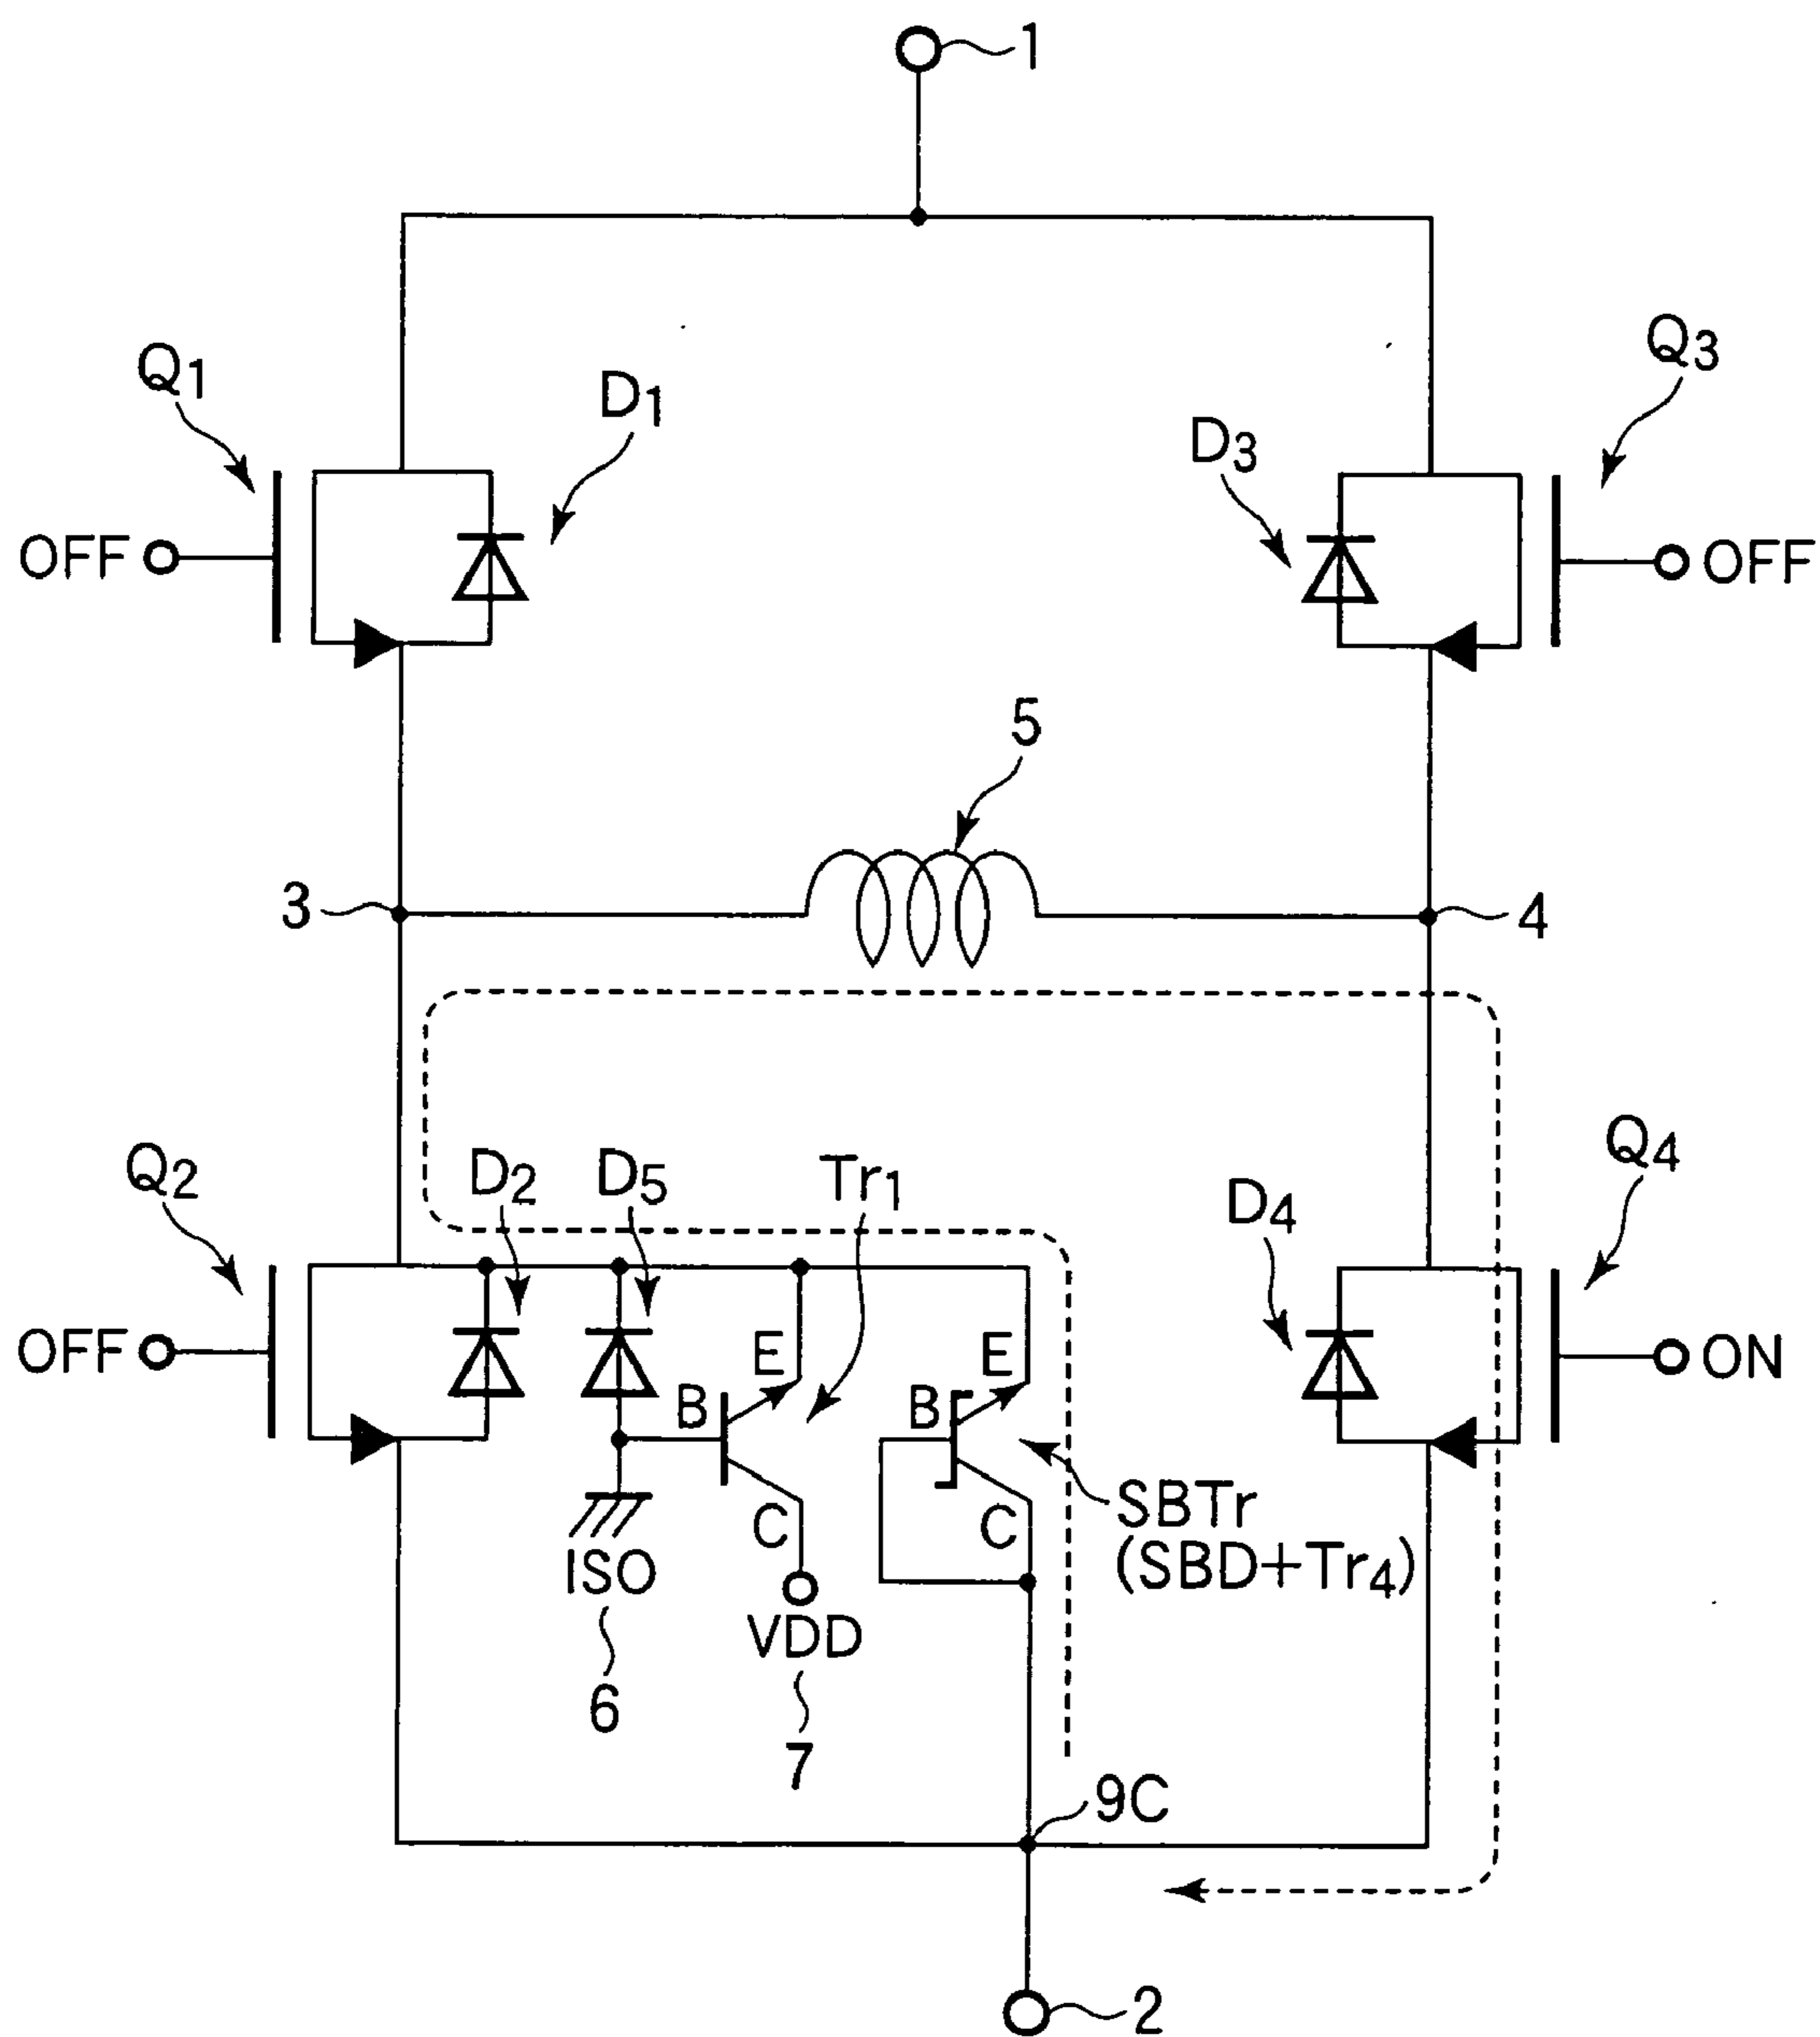 1
Q1
D1
D3
Q3
OFF
OFF
5
3
4
Q2
D2
D5
Tr1
D4
Q4
OFF
E
E
ON
B
B
C
C
SBTr
(SBD+Tr4)
ISO
VDD
6
7
9C
2